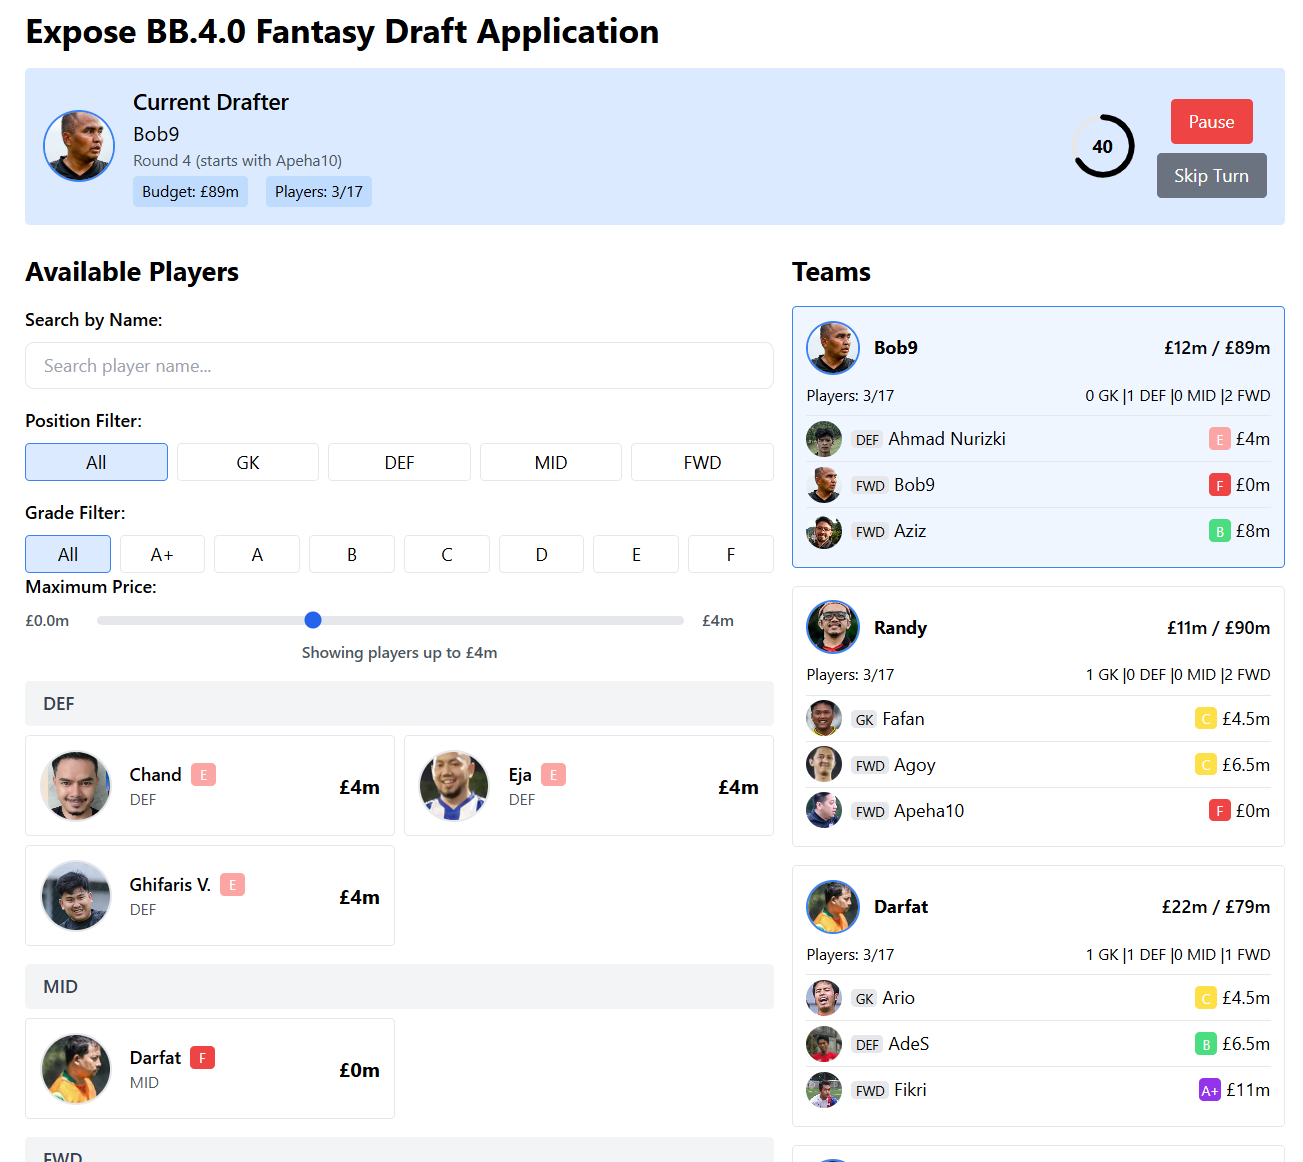 Expose BB.4.0 Fantasy Draft Application
Current Drafter
Bob9
Round 4 (starts with Apeha10)
Budget: £89m Players: 3/17
40
Pause
Skip Turn
Available Players
Search by Name:
Search player name...
Position Filter:
All GK DEF MID FWD
Grade Filter:
All A+ A B C D E F
Maximum Price:
£0.0m £4m
Showing players up to £4m
DEF
Chand E
DEF
£4m
Eja E
DEF
£4m
Ghifaris V. E
DEF
£4m
MID
Darfat F
MID
£0m
FWD
Teams
Bob9 £12m / £89m
Players: 3/17 0 GK |1 DEF |0 MID |2 FWD
DEF Ahmad Nurizki E £4m
FWD Bob9 F £0m
FWD Aziz B £8m
Randy £11m / £90m
Players: 3/17 1 GK |0 DEF |0 MID |2 FWD
GK Fafan C £4.5m
FWD Agoy C £6.5m
FWD Apeha10 F £0m
Darfat £22m / £79m
Players: 3/17 1 GK |1 DEF |0 MID |1 FWD
GK Ario C £4.5m
DEF AdeS B £6.5m
FWD Fikri A+ £11m